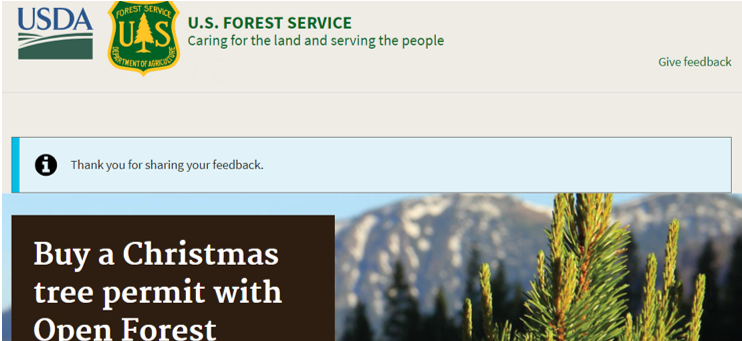 USDA
FOREST SERVICE
U S
DEPARTMENT OF AGRICULTURE
U.S. FOREST SERVICE
Caring for the land and serving the people
Give feedback
Thank you for sharing your feedback.
Buy a Christmas
tree permit with
Open Forest